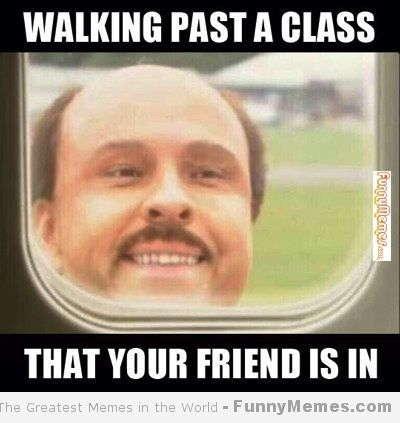 WALKING PAST A CLASS
FunnyMemes.com
THAT YOUR FRIEND IS IN
The Greatest Memes in the World - FunnyMemes.com